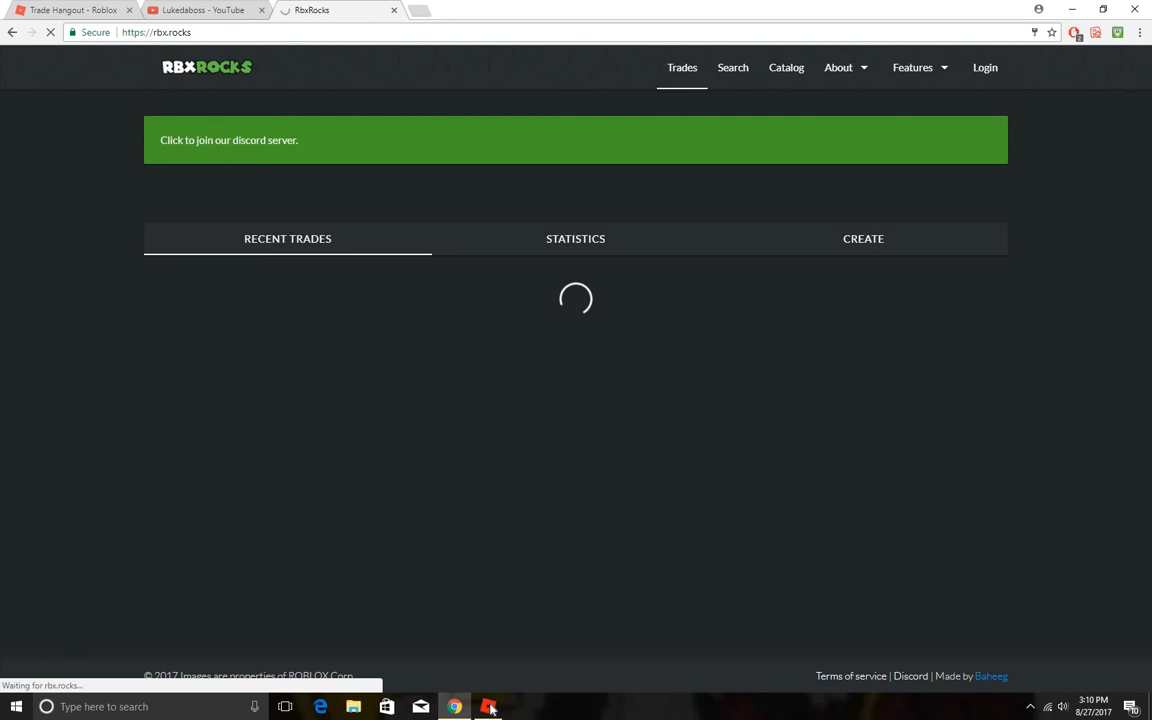 Trade Hangout - Roblox
Lukedaboss - YouTube
RbxRocks
Secure https://rbx.rocks
2
RBXROCKS
Trades
Search
Catalog
About
Features
Login
Click to join our discord server.
RECENT TRADES
STATISTICS
CREATE
© 2017 Images are properties of ROBLOX Corp.
Terms of service | Discord | Made by Baheeg
Waiting for rbx.rocks...
Type here to search
3:10 PM
8/27/2017
10